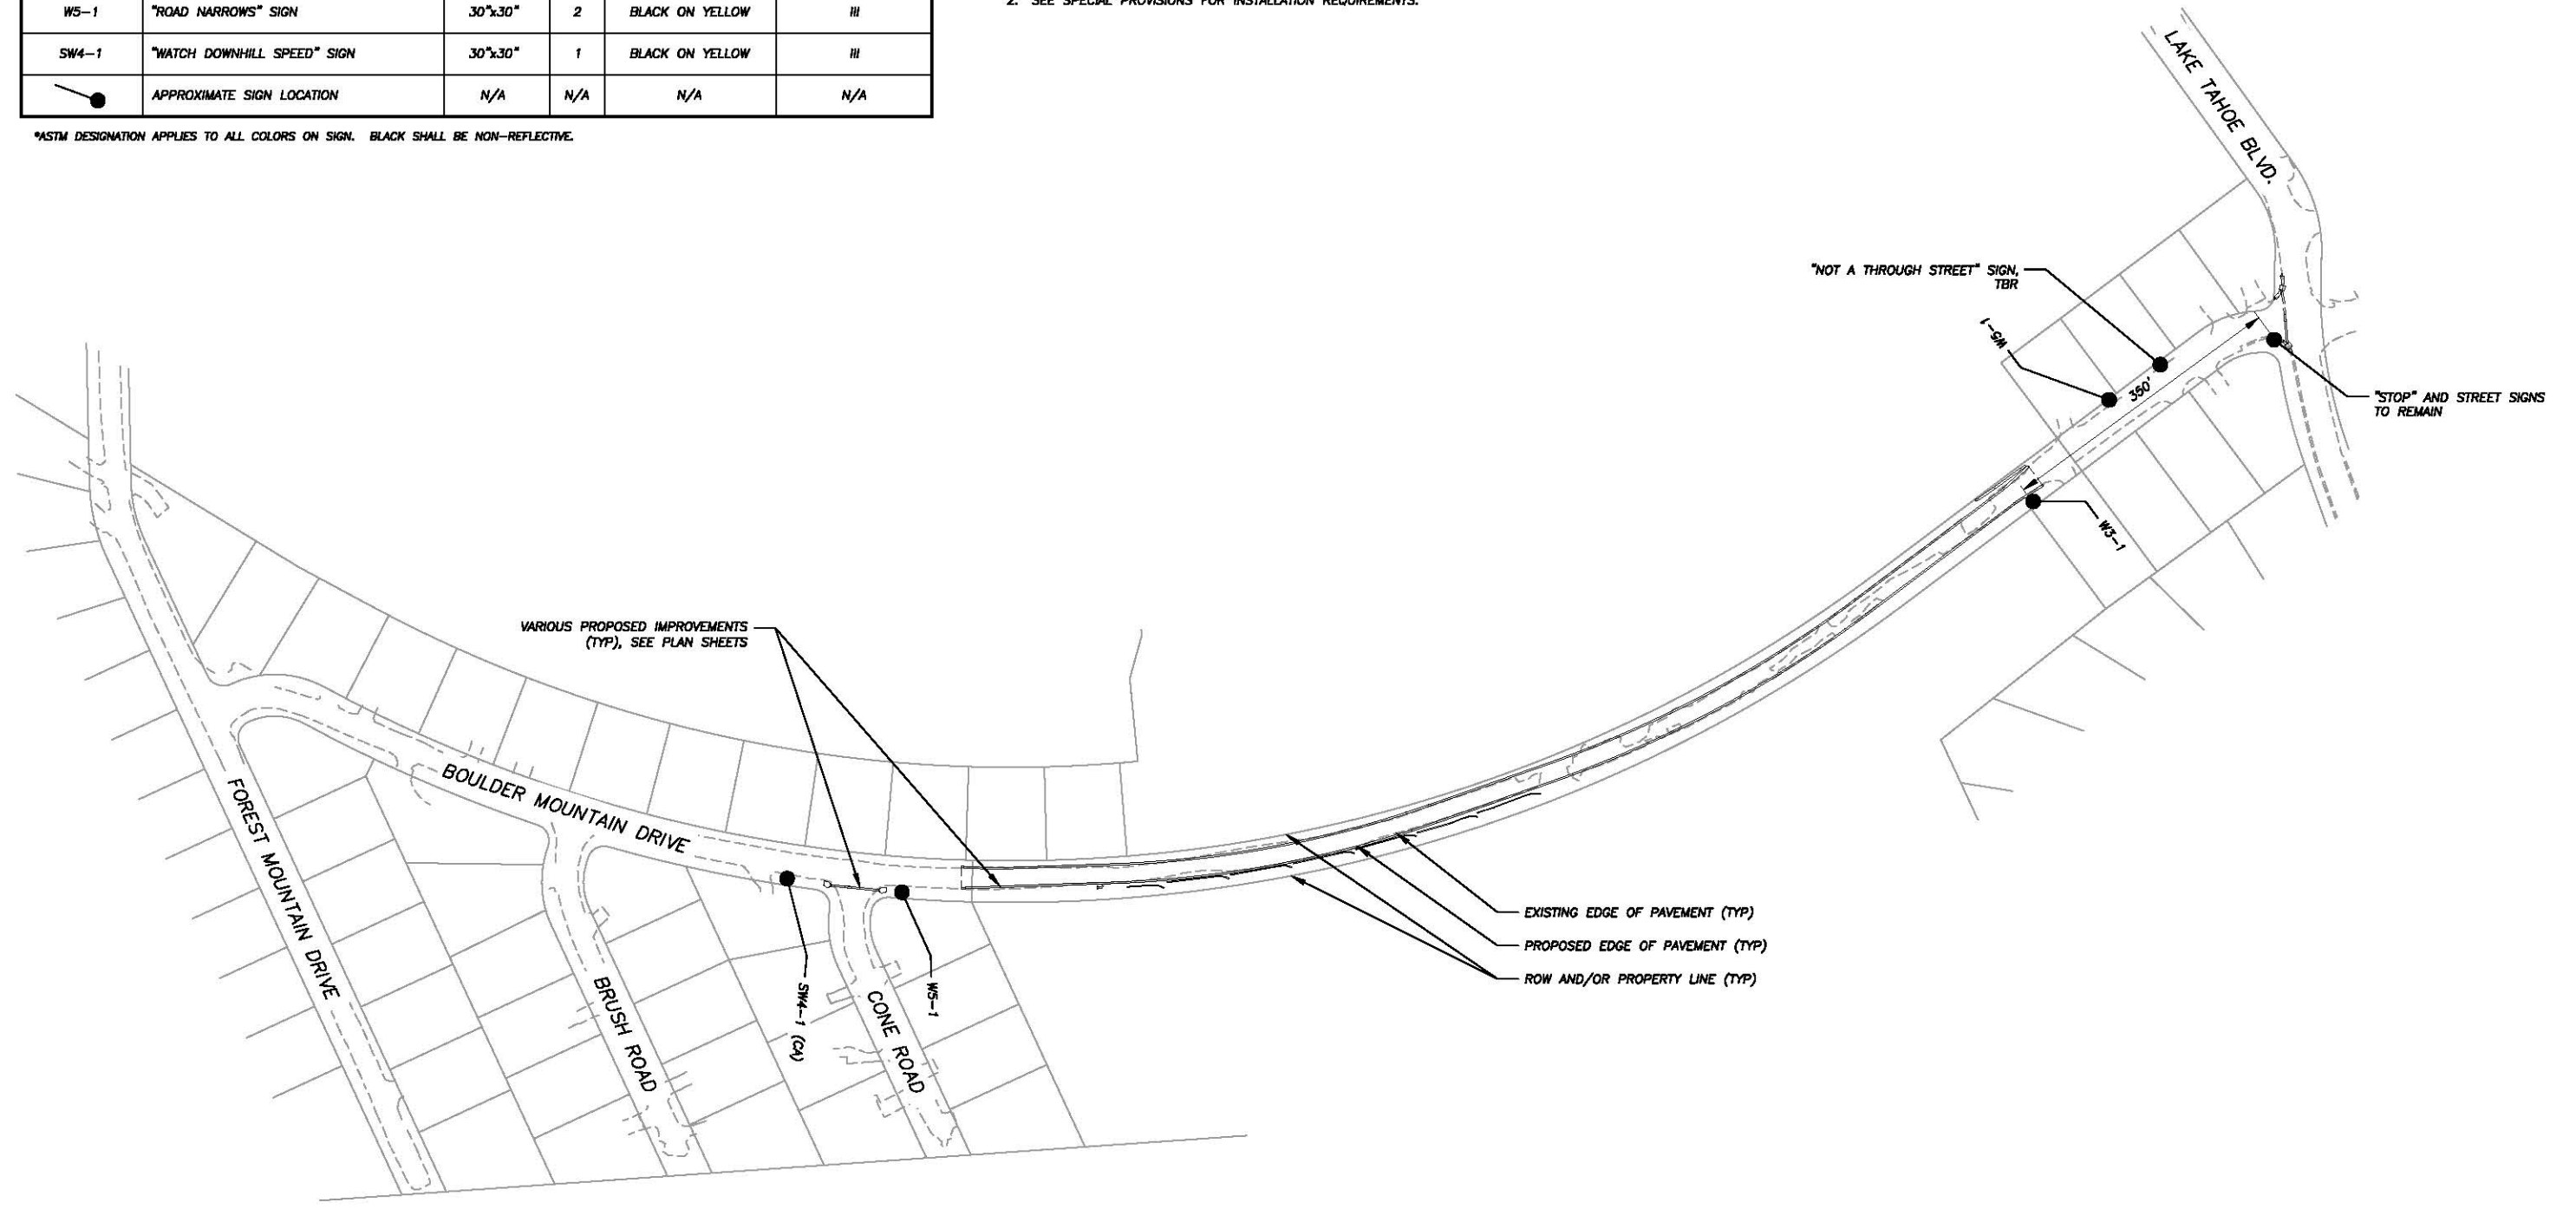 W5-1 "ROAD NARROWS" SIGN 30"x30" 2 BLACK ON YELLOW III
SW4-1 "WATCH DOWNHILL SPEED" SIGN 30"x30" 1 BLACK ON YELLOW III
APPROXIMATE SIGN LOCATION N/A N/A N/A N/A
*ASTM DESIGNATION APPLIES TO ALL COLORS ON SIGN. BLACK SHALL BE NON-REFLECTIVE.
2. SEE SPECIAL PROVISIONS FOR INSTALLATION REQUIREMENTS.
LAKE TAHOE BLVD.
"NOT A THROUGH STREET" SIGN,
TBR
W5-1
350'
"STOP" AND STREET SIGNS
TO REMAIN
W3-1
VARIOUS PROPOSED IMPROVEMENTS
(TYP), SEE PLAN SHEETS
BOULDER MOUNTAIN DRIVE
FOREST MOUNTAIN DRIVE
BRUSH ROAD
SW4-1 (CA)
CONE ROAD
W5-1
EXISTING EDGE OF PAVEMENT (TYP)
PROPOSED EDGE OF PAVEMENT (TYP)
ROW AND/OR PROPERTY LINE (TYP)